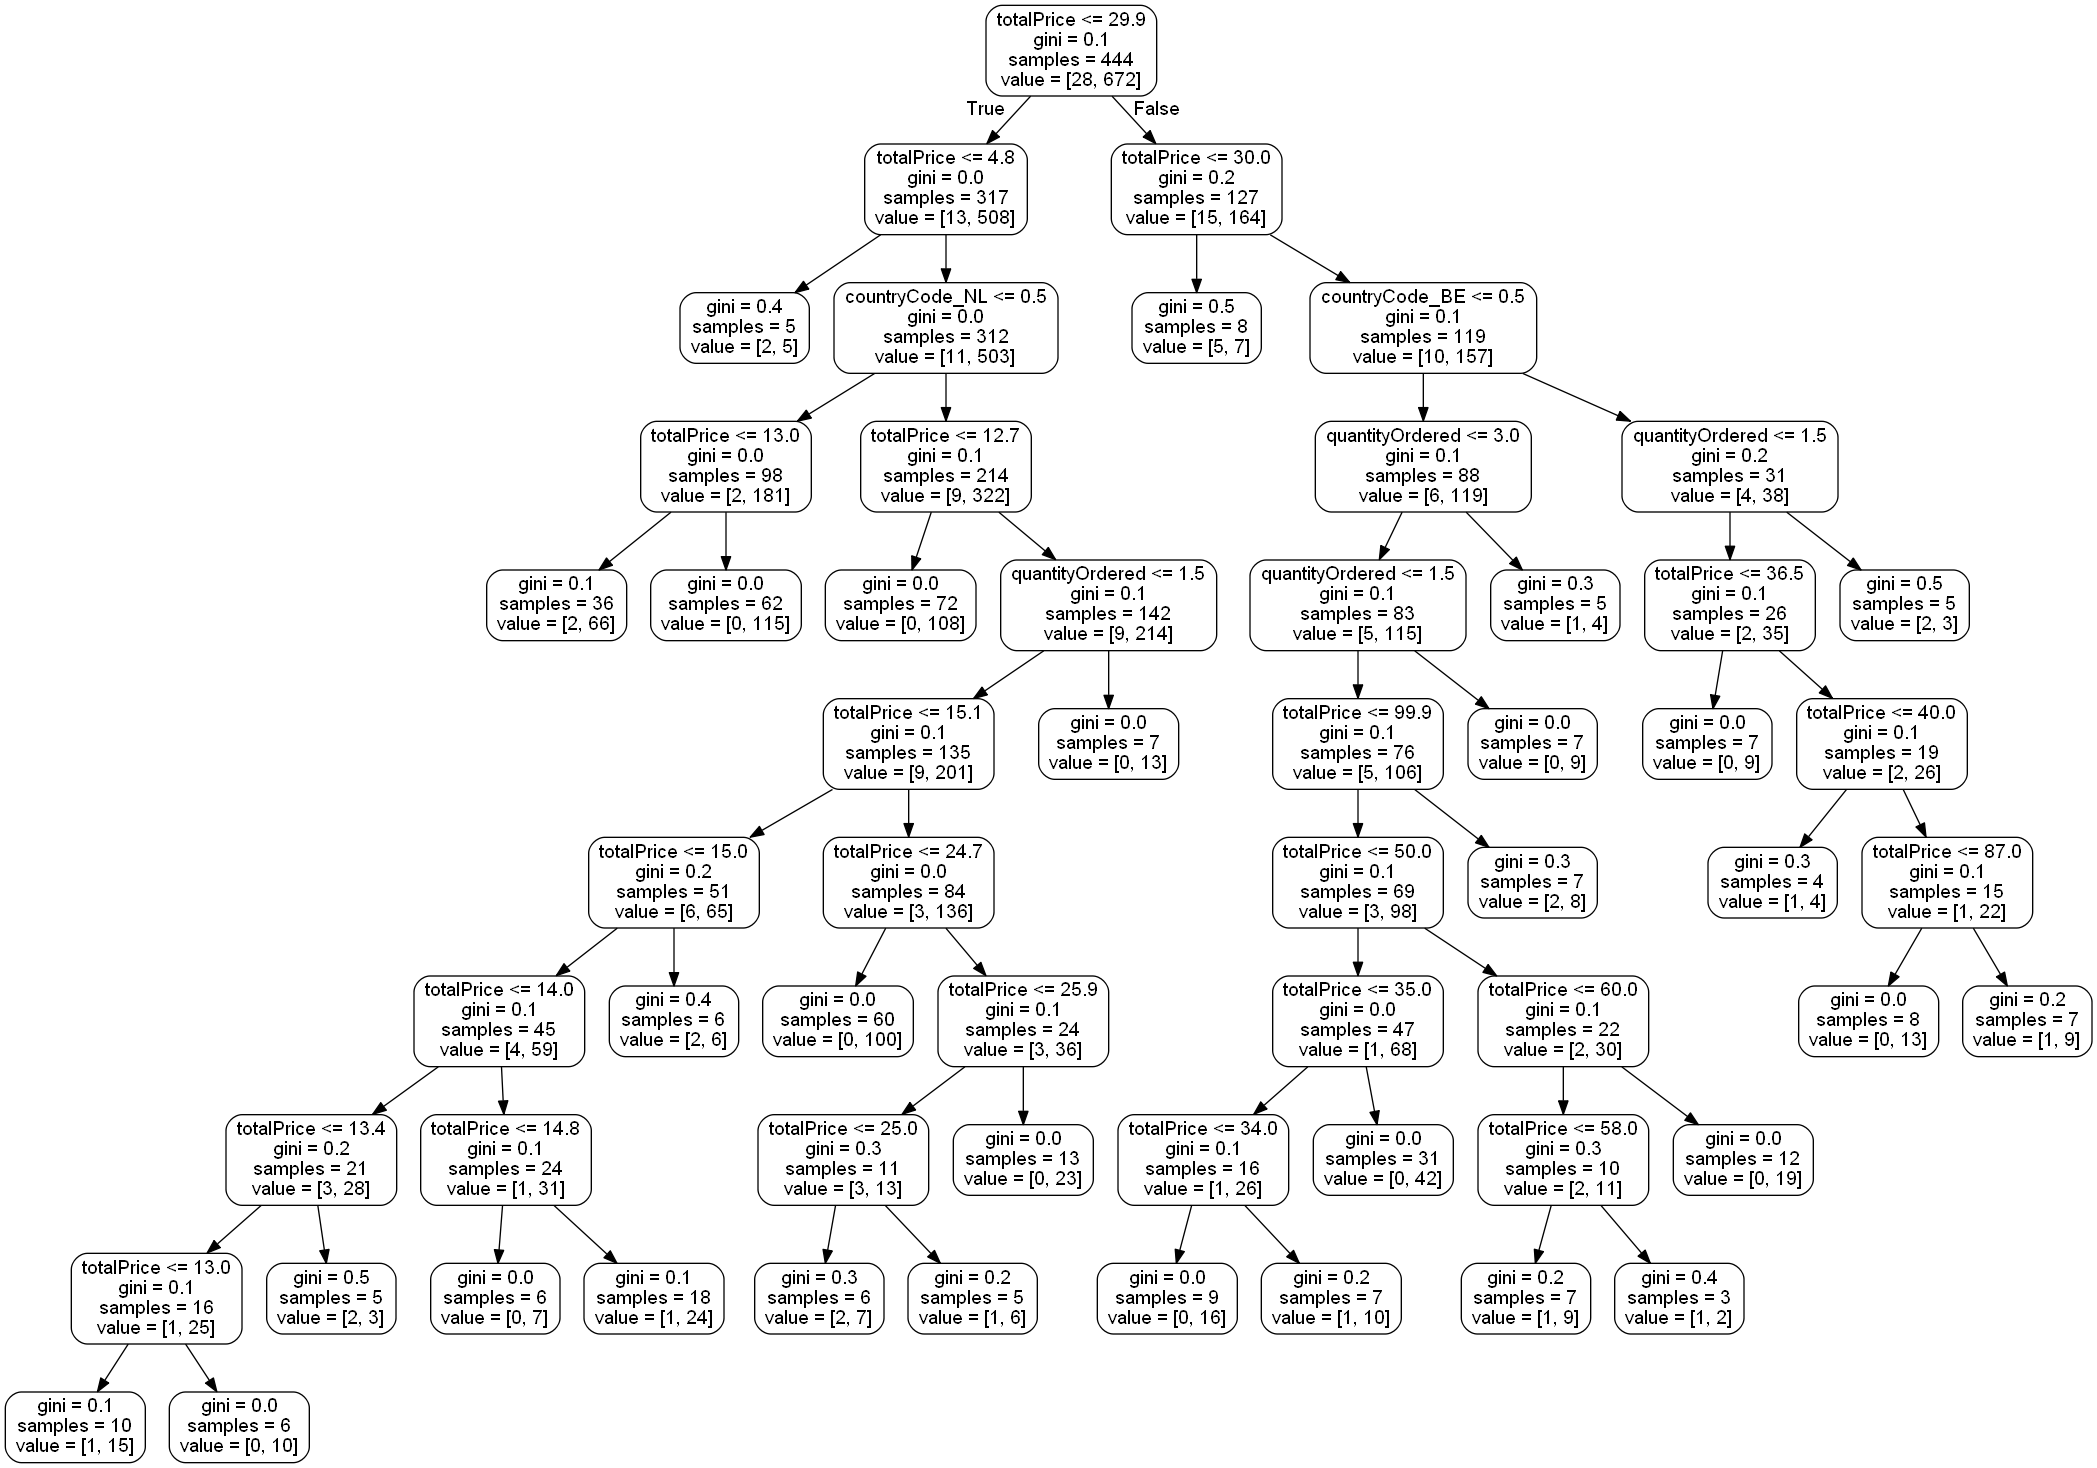 totalPrice <= 29.9
gini = 0.1
samples = 444
value = [28, 672]
True
False
totalPrice <= 4.8
gini = 0.0
samples = 317
value = [13, 508]
totalPrice <= 30.0
gini = 0.2
samples = 127
value = [15, 164]
gini = 0.4
samples = 5
value = [2, 5]
countryCode_NL <= 0.5
gini = 0.0
samples = 312
value = [11, 503]
gini = 0.5
samples = 8
value = [5, 7]
countryCode_BE <= 0.5
gini = 0.1
samples = 119
value = [10, 157]
totalPrice <= 13.0
gini = 0.0
samples = 98
value = [2, 181]
totalPrice <= 12.7
gini = 0.1
samples = 214
value = [9, 322]
quantityOrdered <= 3.0
gini = 0.1
samples = 88
value = [6, 119]
quantityOrdered <= 1.5
gini = 0.2
samples = 31
value = [4, 38]
gini = 0.1
samples = 36
value = [2, 66]
gini = 0.0
samples = 62
value = [0, 115]
gini = 0.0
samples = 72
value = [0, 108]
quantityOrdered <= 1.5
gini = 0.1
samples = 142
value = [9, 214]
quantityOrdered <= 1.5
gini = 0.1
samples = 83
value = [5, 115]
gini = 0.3
samples = 5
value = [1, 4]
totalPrice <= 36.5
gini = 0.1
samples = 26
value = [2, 35]
gini = 0.5
samples = 5
value = [2, 3]
totalPrice <= 15.1
gini = 0.1
samples = 135
value = [9, 201]
gini = 0.0
samples = 7
value = [0, 13]
totalPrice <= 99.9
gini = 0.1
samples = 76
value = [5, 106]
gini = 0.0
samples = 7
value = [0, 9]
gini = 0.0
samples = 7
value = [0, 9]
totalPrice <= 40.0
gini = 0.1
samples = 19
value = [2, 26]
totalPrice <= 15.0
gini = 0.2
samples = 51
value = [6, 65]
totalPrice <= 24.7
gini = 0.0
samples = 84
value = [3, 136]
totalPrice <= 50.0
gini = 0.1
samples = 69
value = [3, 98]
gini = 0.3
samples = 7
value = [2, 8]
gini = 0.3
samples = 4
value = [1, 4]
totalPrice <= 87.0
gini = 0.1
samples = 15
value = [1, 22]
totalPrice <= 14.0
gini = 0.1
samples = 45
value = [4, 59]
gini = 0.4
samples = 6
value = [2, 6]
gini = 0.0
samples = 60
value = [0, 100]
totalPrice <= 25.9
gini = 0.1
samples = 24
value = [3, 36]
totalPrice <= 35.0
gini = 0.0
samples = 47
value = [1, 68]
totalPrice <= 60.0
gini = 0.1
samples = 22
value = [2, 30]
gini = 0.0
samples = 8
value = [0, 13]
gini = 0.2
samples = 7
value = [1, 9]
totalPrice <= 13.4
gini = 0.2
samples = 21
value = [3, 28]
totalPrice <= 14.8
gini = 0.1
samples = 24
value = [1, 31]
totalPrice <= 25.0
gini = 0.3
samples = 11
value = [3, 13]
gini = 0.0
samples = 13
value = [0, 23]
totalPrice <= 34.0
gini = 0.1
samples = 16
value = [1, 26]
gini = 0.0
samples = 31
value = [0, 42]
totalPrice <= 58.0
gini = 0.3
samples = 10
value = [2, 11]
gini = 0.0
samples = 12
value = [0, 19]
totalPrice <= 13.0
gini = 0.1
samples = 16
value = [1, 25]
gini = 0.5
samples = 5
value = [2, 3]
gini = 0.0
samples = 6
value = [0, 7]
gini = 0.1
samples = 18
value = [1, 24]
gini = 0.3
samples = 6
value = [2, 7]
gini = 0.2
samples = 5
value = [1, 6]
gini = 0.0
samples = 9
value = [0, 16]
gini = 0.2
samples = 7
value = [1, 10]
gini = 0.2
samples = 7
value = [1, 9]
gini = 0.4
samples = 3
value = [1, 2]
gini = 0.1
samples = 10
value = [1, 15]
gini = 0.0
samples = 6
value = [0, 10]